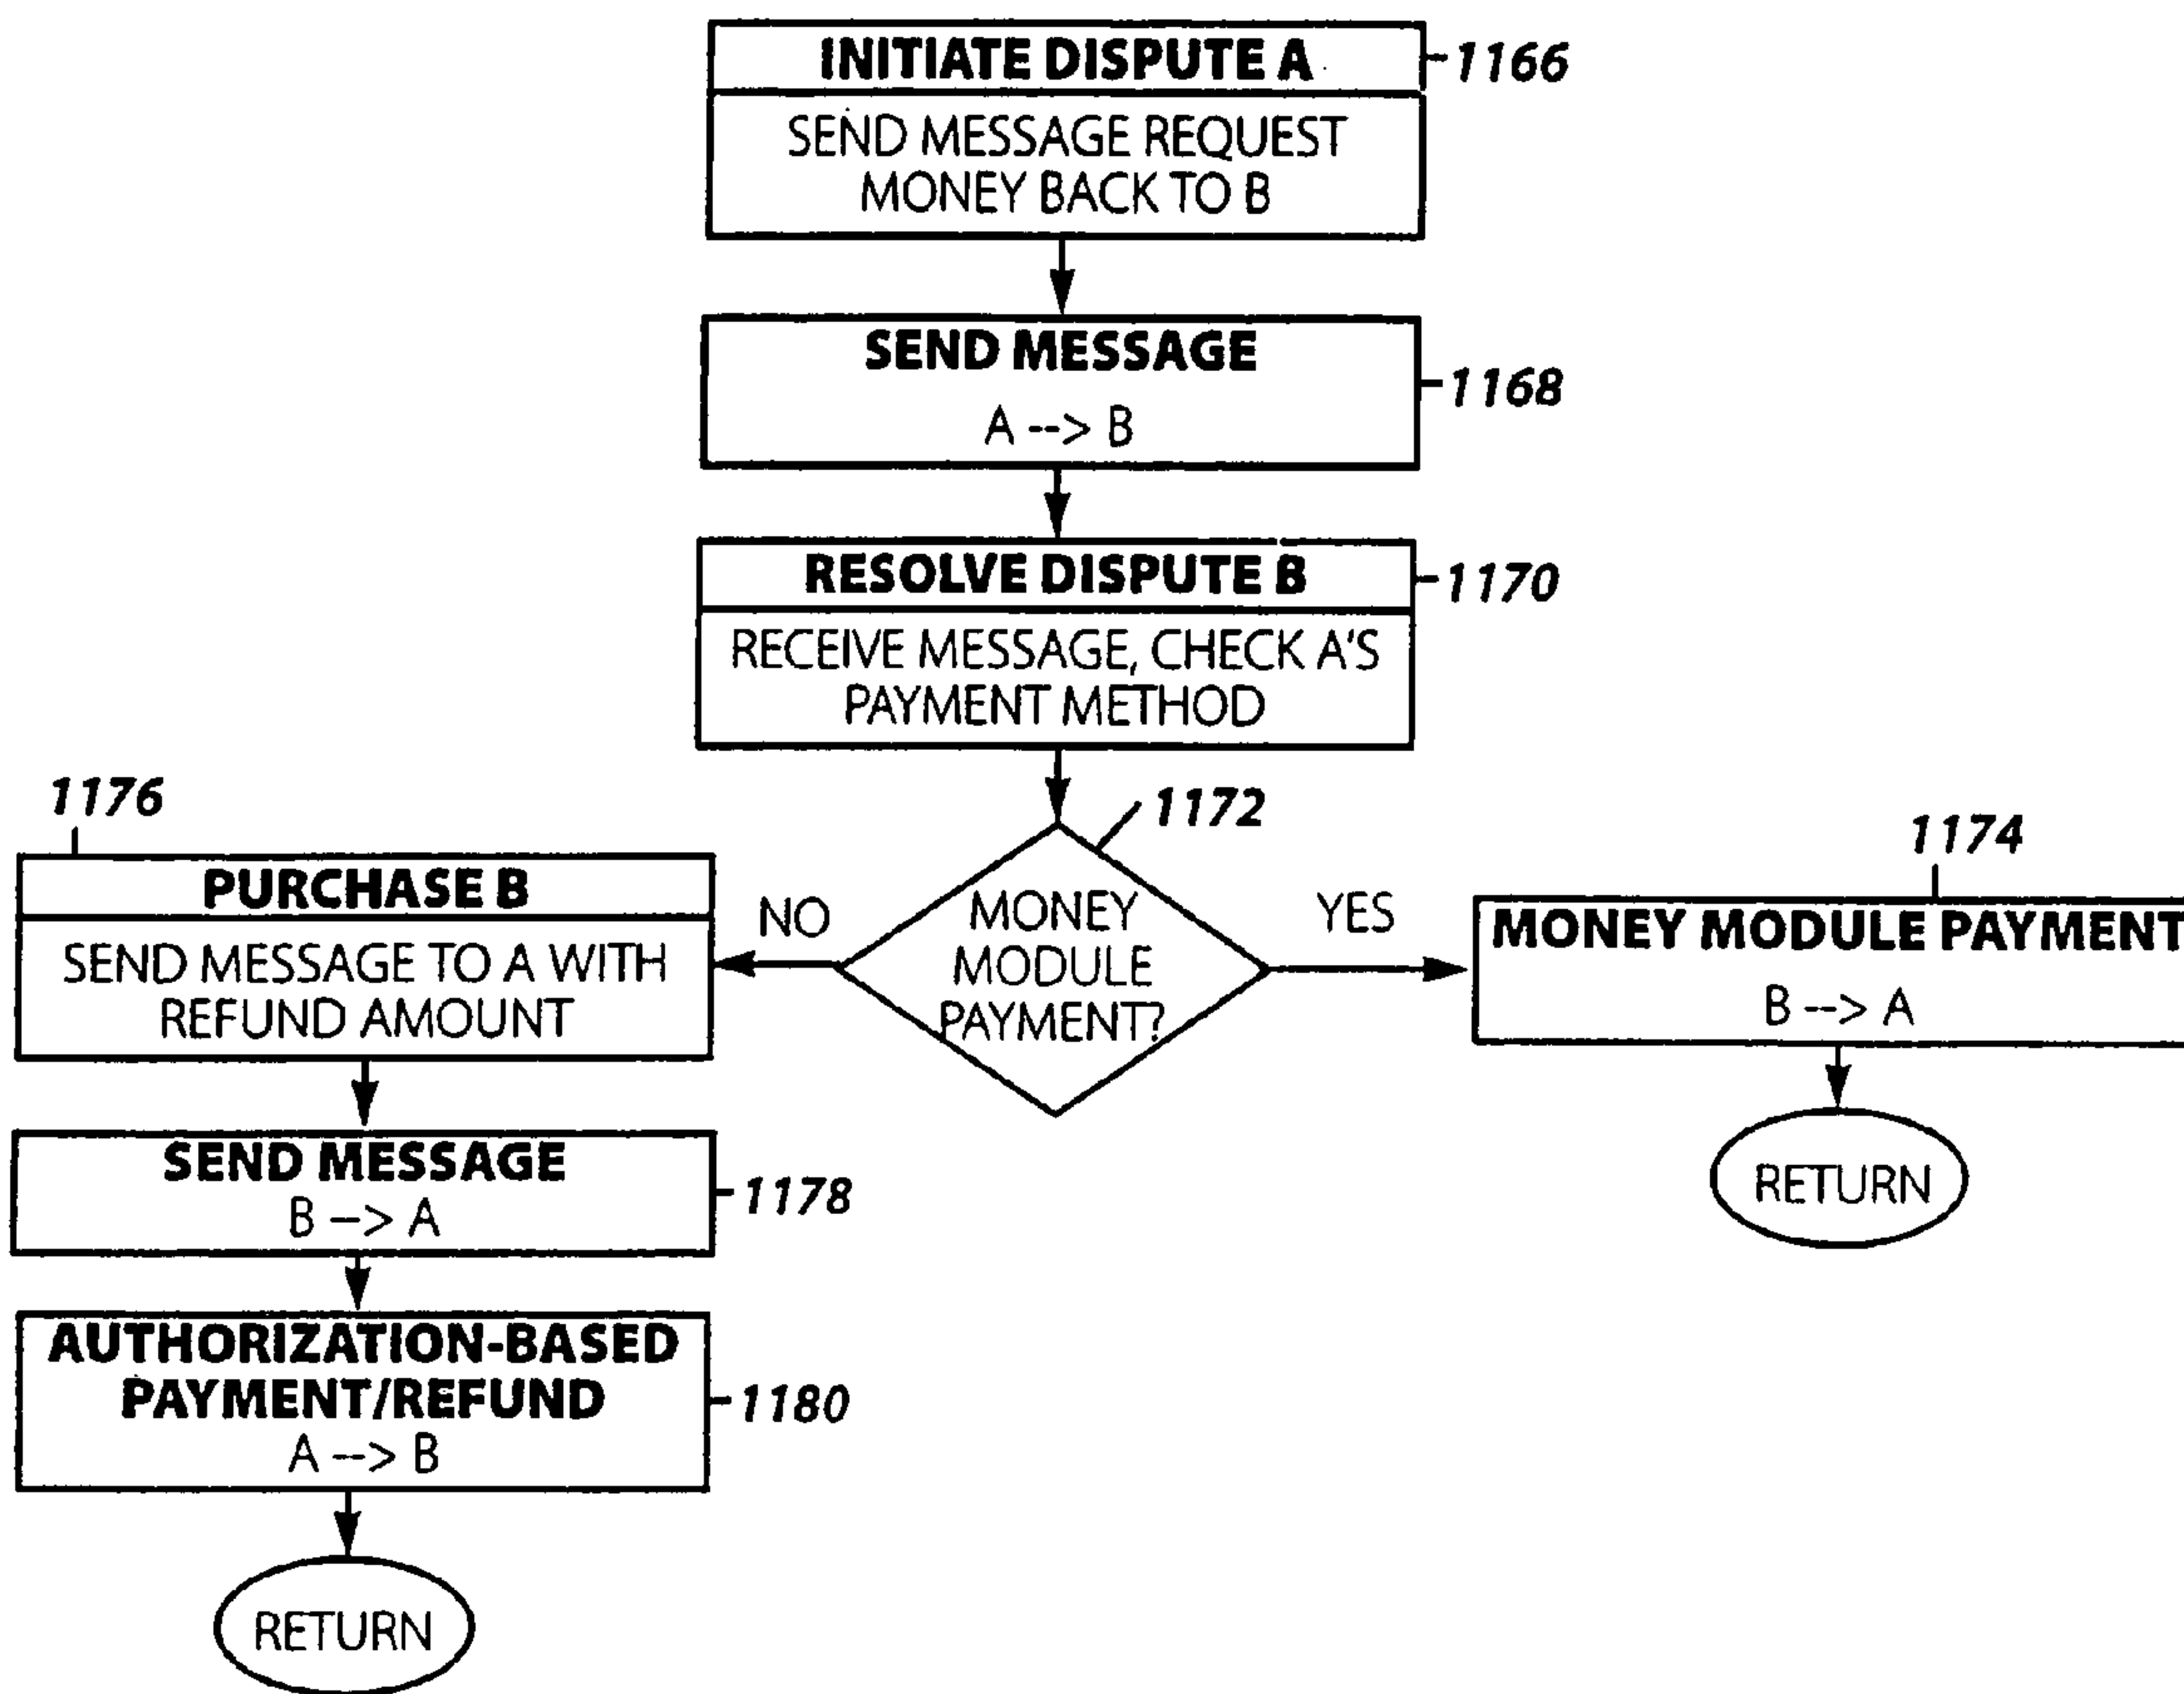 INITIATE DISPUTE A
1166
SEND MESSAGE REQUEST
MONEY BACK TO B
SEND MESSAGE
1168
A --> B
RESOLVE DISPUTE B
1170
RECEIVE MESSAGE, CHECK A'S
PAYMENT METHOD
1172
MONEY
MODULE
PAYMENT?
NO
YES
1176
PURCHASE B
SEND MESSAGE TO A WITH
REFUND AMOUNT
1174
MONEY MODULE PAYMENT
B --> A
RETURN
SEND MESSAGE
B --> A
1178
AUTHORIZATION-BASED
PAYMENT/REFUND
1180
A --> B
RETURN